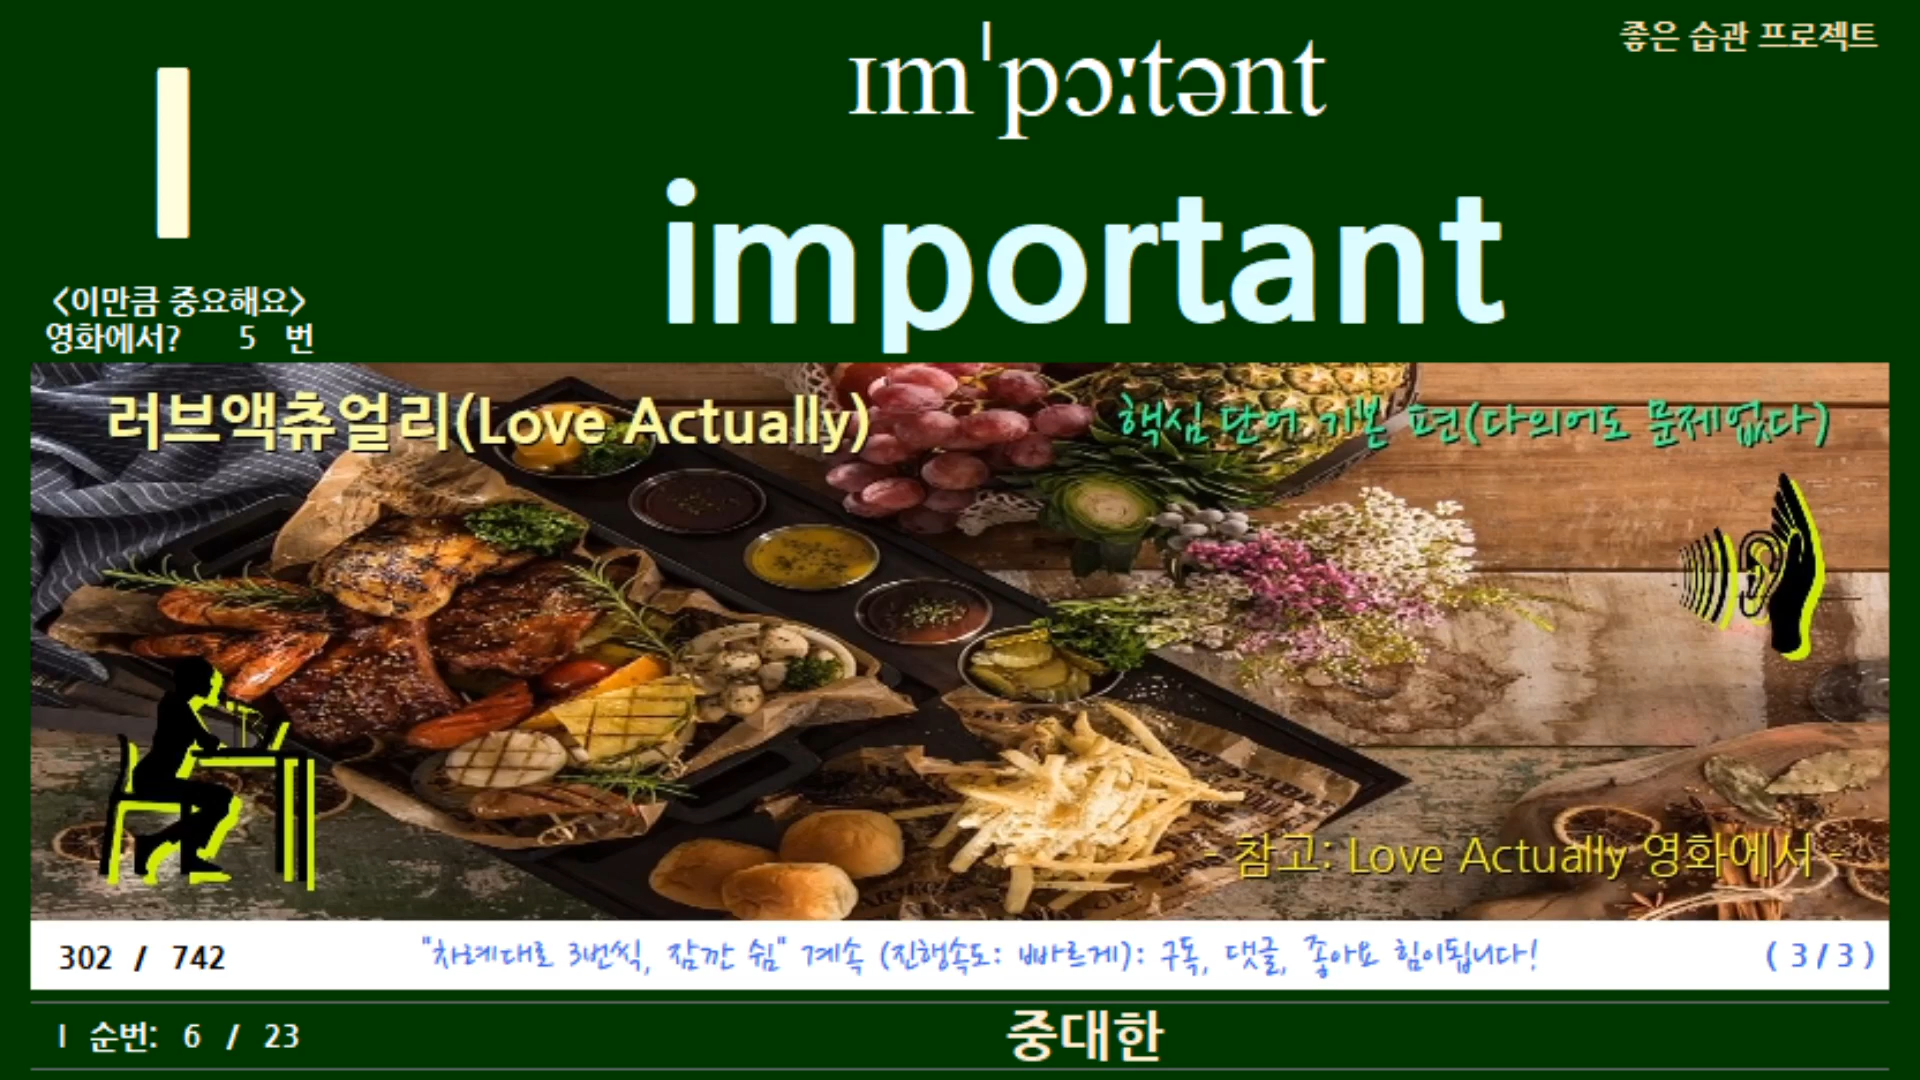 좋은 습관 프로젝트
ɪmˈpɔːtənt
I
important
<이만큼 중요해요>
영화에서? 5 번
러브액츄얼리(Love Actually)
핵심 단어 기본 편(다의어도 문제없다)
- 참고: Love Actually 영화에서 -
302 / 742
"차례대로 3번씩, 잠깐 쉼" 계속 (진행속도: 빠르게): 구독, 댓글, 좋아요 힘이됩니다!
( 3 / 3 )
I 순번: 6 / 23
중대한